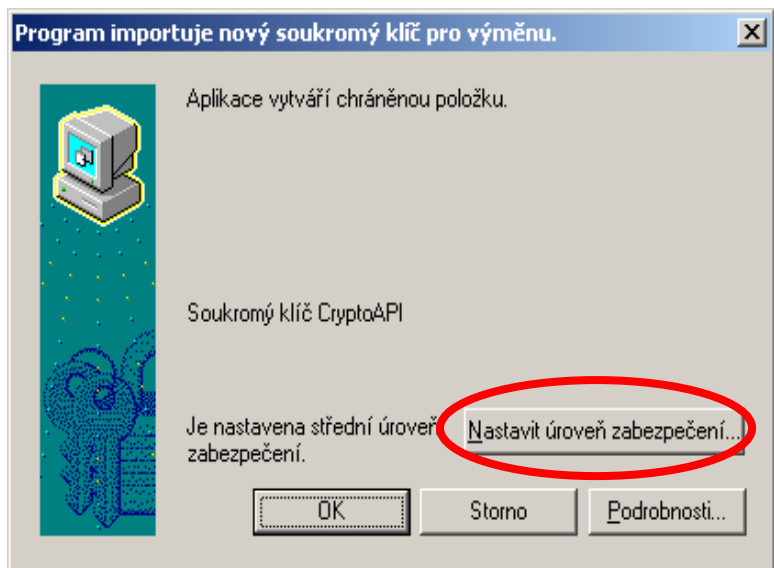 Program importuje nový soukromý klíč pro výměnu.
Aplikace vytváří chráněnou položku.
Soukromý klíč CryptoAPI
Je nastavena střední úroveň
zabezpečení.
Nastavit úroveň zabezpečení...
OK
Storno
Podrobnosti...